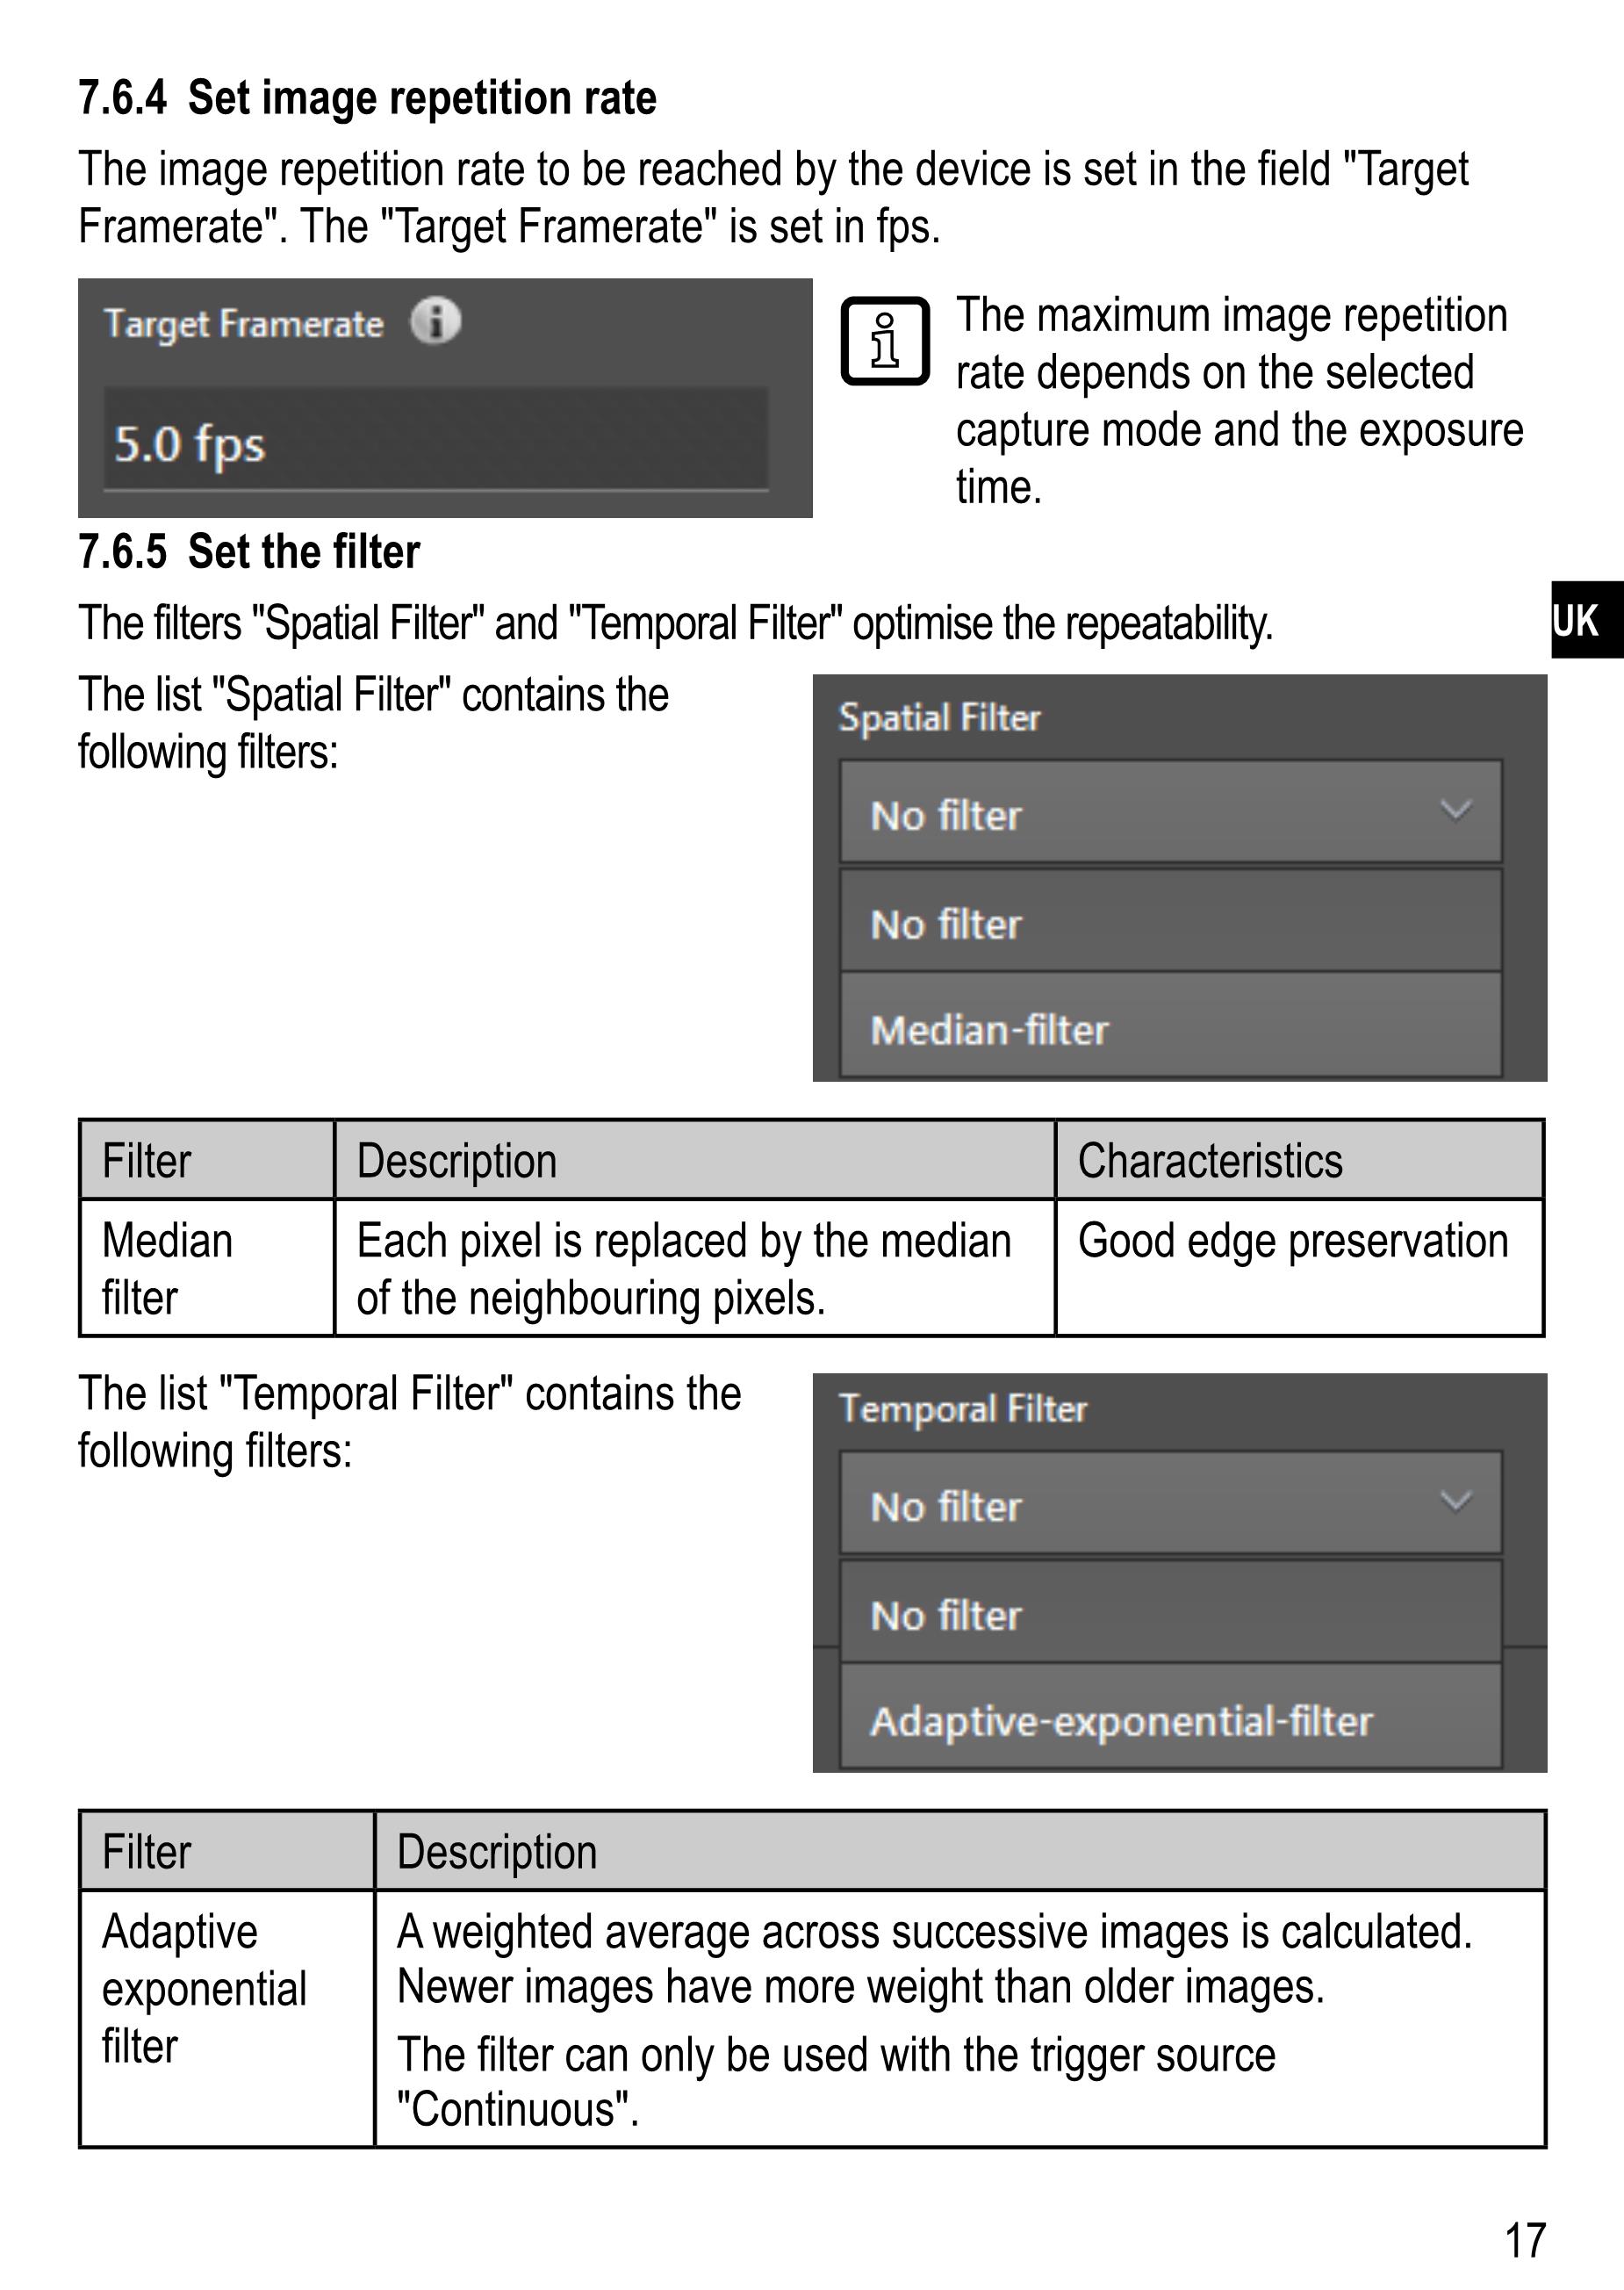 7.6.4 Set image repetition rate
The image repetition rate to be reached by the device is set in the field "Target
Framerate". The "Target Framerate" is set in fps.
Target Framerate i
5.0 fps
i
The maximum image repetition
rate depends on the selected
capture mode and the exposure
time.
7.6.5 Set the filter
The filters "Spatial Filter" and "Temporal Filter" optimise the repeatability.
UK
The list "Spatial Filter" contains the
following filters:
Spatial Filter
No filter
No filter
Median-filter
Filter Description Characteristics
Median Each pixel is replaced by the median Good edge preservation
filter of the neighbouring pixels.
The list "Temporal Filter" contains the
following filters:
Temporal Filter
No filter
No filter
Adaptive-exponential-filter
Filter Description
Adaptive A weighted average across successive images is calculated.
exponential Newer images have more weight than older images.
filter The filter can only be used with the trigger source
"Continuous".
17